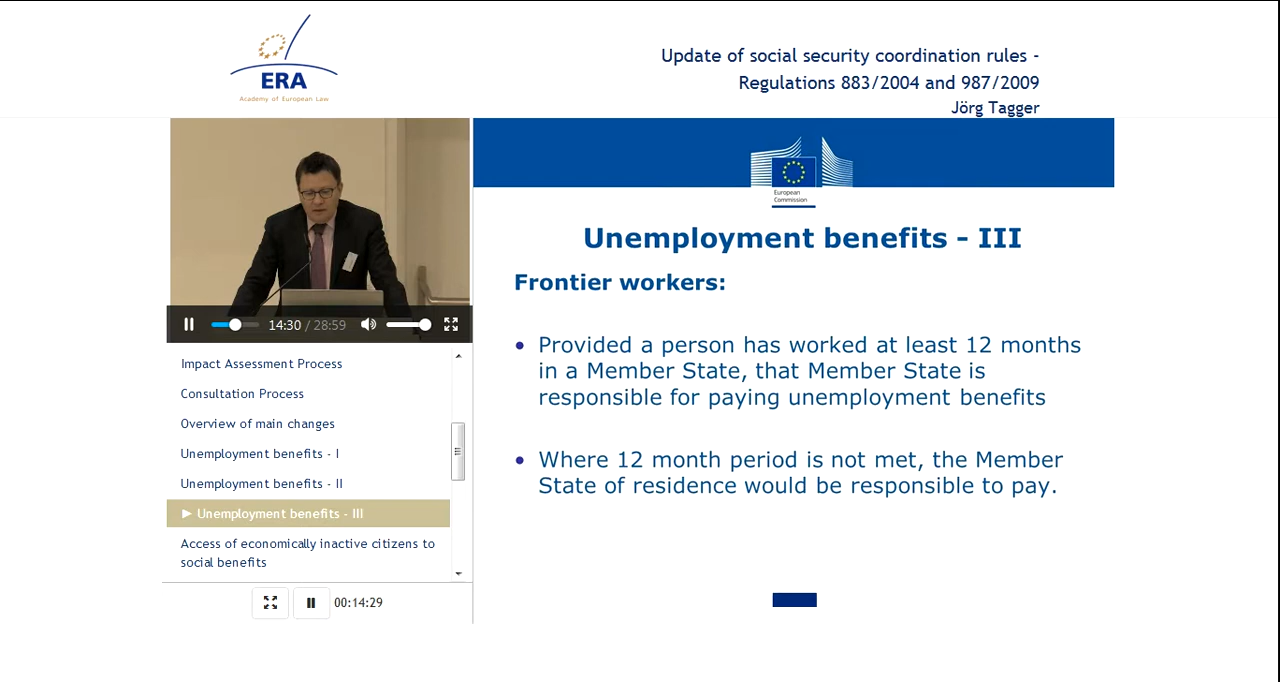 ERA
Academy of European Law
Update of social security coordination rules -
Regulations 883/2004 and 987/2009
Jörg Tagger
European
Commission
14:30 / 28:59
Impact Assessment Process
Consultation Process
Overview of main changes
Unemployment benefits - I
Unemployment benefits - II
► Unemployment benefits - III
Access of economically inactive citizens to
social benefits
00:14:29
Unemployment benefits – III
Frontier workers:
• Provided a person has worked at least 12 months
in a Member State, that Member State is
responsible for paying unemployment benefits
• Where 12 month period is not met, the Member
State of residence would be responsible to pay.